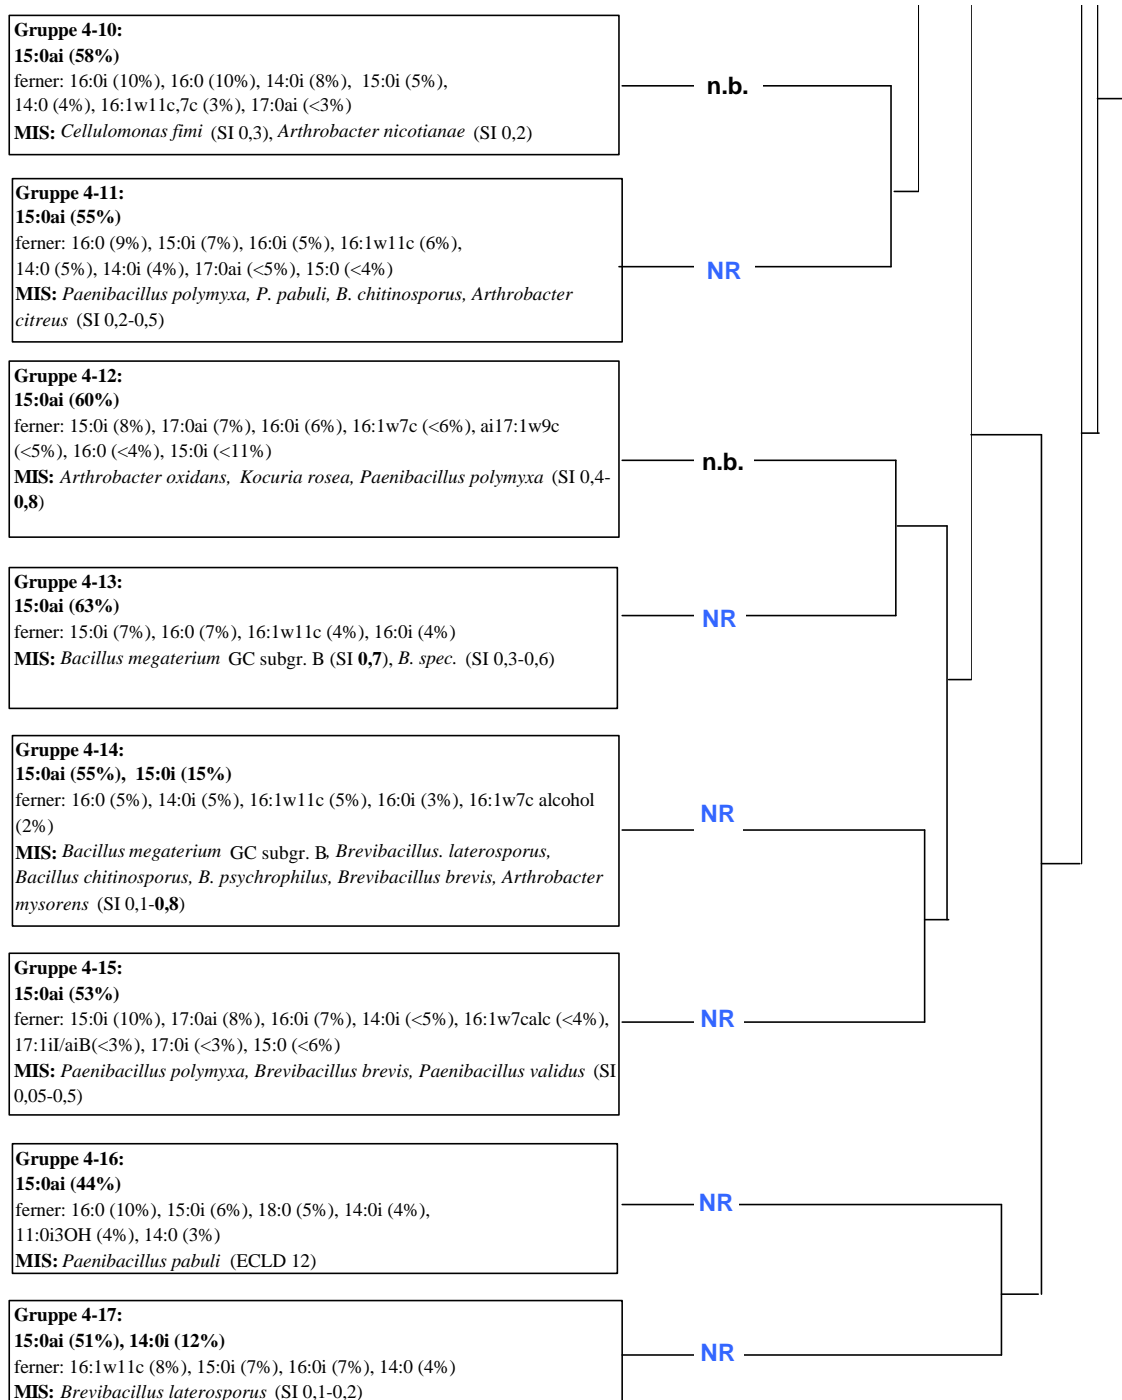 Gruppe 4-10:
15:0ai (58%)
ferner: 16:0i (10%), 16:0 (10%), 14:0i (8%), 15:0i (5%),
14:0 (4%), 16:1w11c,7c (3%), 17:0ai (<3%)
MIS: Cellulomonas fimi (SI 0,3), Arthrobacter nicotianae (SI 0,2)
n.b.
Gruppe 4-11:
15:0ai (55%)
ferner: 16:0 (9%), 15:0i (7%), 16:0i (5%), 16:1w11c (6%),
14:0 (5%), 14:0i (4%), 17:0ai (<5%), 15:0 (<4%)
MIS: Paenibacillus polymyxa, P. pabuli, B. chitinosporus, Arthrobacter
citreus (SI 0,2-0,5)
NR
Gruppe 4-12:
15:0ai (60%)
ferner: 15:0i (8%), 17:0ai (7%), 16:0i (6%), 16:1w7c (<6%), ai17:1w9c
(<5%), 16:0 (<4%), 15:0i (<11%)
MIS: Arthrobacter oxidans, Kocuria rosea, Paenibacillus polymyxa (SI 0,4-
0,8)
n.b.
Gruppe 4-13:
15:0ai (63%)
ferner: 15:0i (7%), 16:0 (7%), 16:1w11c (4%), 16:0i (4%)
MIS: Bacillus megaterium GC subgr. B (SI 0,7), B. spec. (SI 0,3-0,6)
NR
Gruppe 4-14:
15:0ai (55%), 15:0i (15%)
ferner: 16:0 (5%), 14:0i (5%), 16:1w11c (5%), 16:0i (3%), 16:1w7c alcohol
(2%)
MIS: Bacillus megaterium GC subgr. B, Brevibacillus. laterosporus,
Bacillus chitinosporus, B. psychrophilus, Brevibacillus brevis, Arthrobacter
mysorens (SI 0,1-0,8)
NR
Gruppe 4-15:
15:0ai (53%)
ferner: 15:0i (10%), 17:0ai (8%), 16:0i (7%), 14:0i (<5%), 16:1w7calc (<4%),
17:1iI/aiB(<3%), 17:0i (<3%), 15:0 (<6%)
MIS: Paenibacillus polymyxa, Brevibacillus brevis, Paenibacillus validus (SI
0,05-0,5)
NR
Gruppe 4-16:
15:0ai (44%)
ferner: 16:0 (10%), 15:0i (6%), 18:0 (5%), 14:0i (4%),
11:0i3OH (4%), 14:0 (3%)
MIS: Paenibacillus pabuli (ECLD 12)
NR
Gruppe 4-17:
15:0ai (51%), 14:0i (12%)
ferner: 16:1w11c (8%), 15:0i (7%), 16:0i (7%), 14:0 (4%)
MIS: Brevibacillus laterosporus (SI 0,1-0,2)
NR